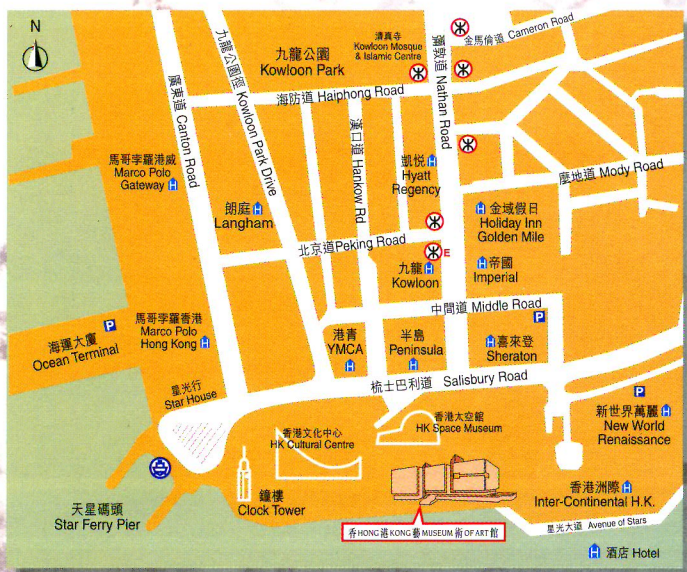 N
九龍公園徑 Kowloon Park Drive
九龍公園
Kowloon Park
清真寺
Kowloon Mosque
& Islamic Centre
彌敦道 Nathan Road
金馬倫道 Cameron Road
廣東道 Canton Road
海防道 Haiphong Road
漢口道 Hankow Rd
馬哥孛羅港威
Marco Polo
Gateway H
凱悅 H
Hyatt
Regency
麼地道 Mody Road
朗庭 H
Langham
H 金域假日
Holiday Inn
Golden Mile
北京道 Peking Road
E
九龍 H
Kowloon
H 帝國
Imperial
中間道 Middle Road
P
馬哥孛羅香港
Marco Polo
Hong Kong H
海運大廈
Ocean Terminal
P
港青
YMCA
H
半島
Peninsula
H
H 喜來登
Sheraton
星光行
Star House
梳士巴利道 Salisbury Road
P
新世界萬麗 H
New World
Renaissance
香港文化中心
HK Cultural Centre
香港太空館
HK Space Museum
天星碼頭
Star Ferry Pier
鐘樓
Clock Tower
香港洲際 H
Inter-Continental H.K.
星光大道 Avenue of Stars
香HONG港KONG藝MUSEUM術OF ART館
H 酒店 Hotel